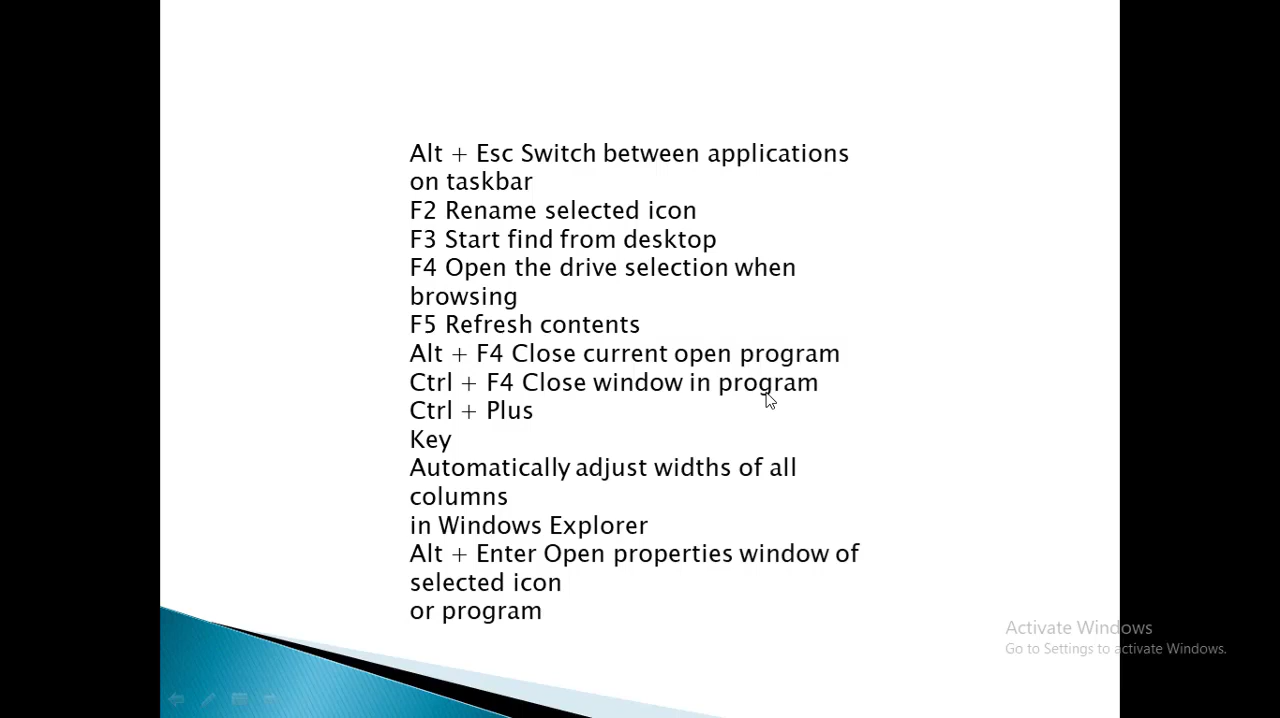 Alt + Esc Switch between applications
on taskbar
F2 Rename selected icon
F3 Start find from desktop
F4 Open the drive selection when
browsing
F5 Refresh contents
Alt + F4 Close current open program
Ctrl + F4 Close window in program
Ctrl + Plus
Key
Automatically adjust widths of all
columns
in Windows Explorer
Alt + Enter Open properties window of
selected icon
or program
Activate Windows
Go to Settings to activate Windows.